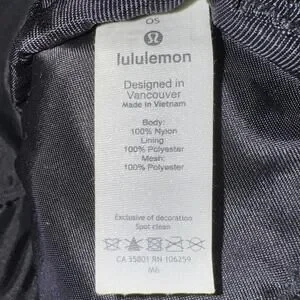 OS
lululemon
Designed in
Vancouver
Made in Vietnam
Body:
100% Nylon
Lining
100% Polyester
Mesh:
100% Polyester
Exclusive of decoration
Spot clean
CA 35801 RN 106259